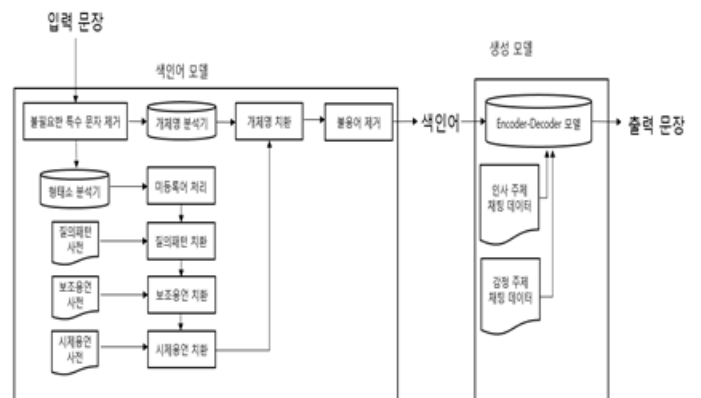 입력 문장
색인어 모델
생성 모델
불필요한 특수 문자 제거
개체명 분석기
개체명 치환
불용어 제거
색인어
Encoder-Decoder 모델
출력 문장
형태소 분석기
미등록어 처리
인사 주제
채팅 데이터
질의패턴
사전
질의패턴 치환
보조용언
사전
보조용언 치환
감정 주제
채팅 데이터
시제용언
사전
시제용언 치환